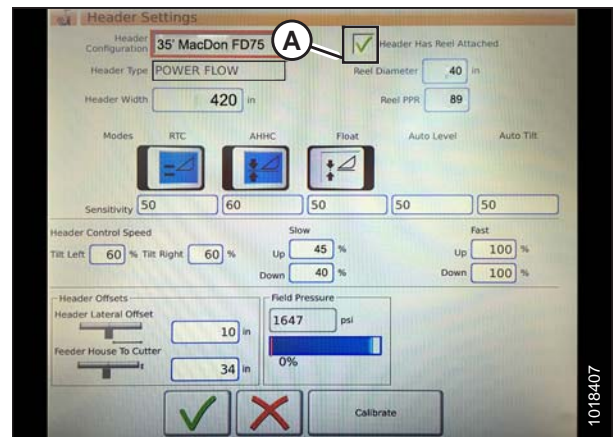 Header Settings
Header Configuration
35' MacDon FD75
A
Header Has Reel Attached
Header Type
POWER FLOW
Reel Diameter
40
in
Header Width
420
in
Reel PPR
89
Modes
RTC
AHHC
Float
Auto Level
Auto Tilt
Sensitivity
50
60
50
50
50
Header Control Speed
Slow
Fast
Tilt Left
60
%
Tilt Right
60
%
Up
45
%
Up
100
%
Down
40
%
Down
100
%
Header Offsets
Field Pressure
Header Lateral Offset
10
in
1647
psi
Feeder House To Cutter
34
in
0%
Calibrate
1018407